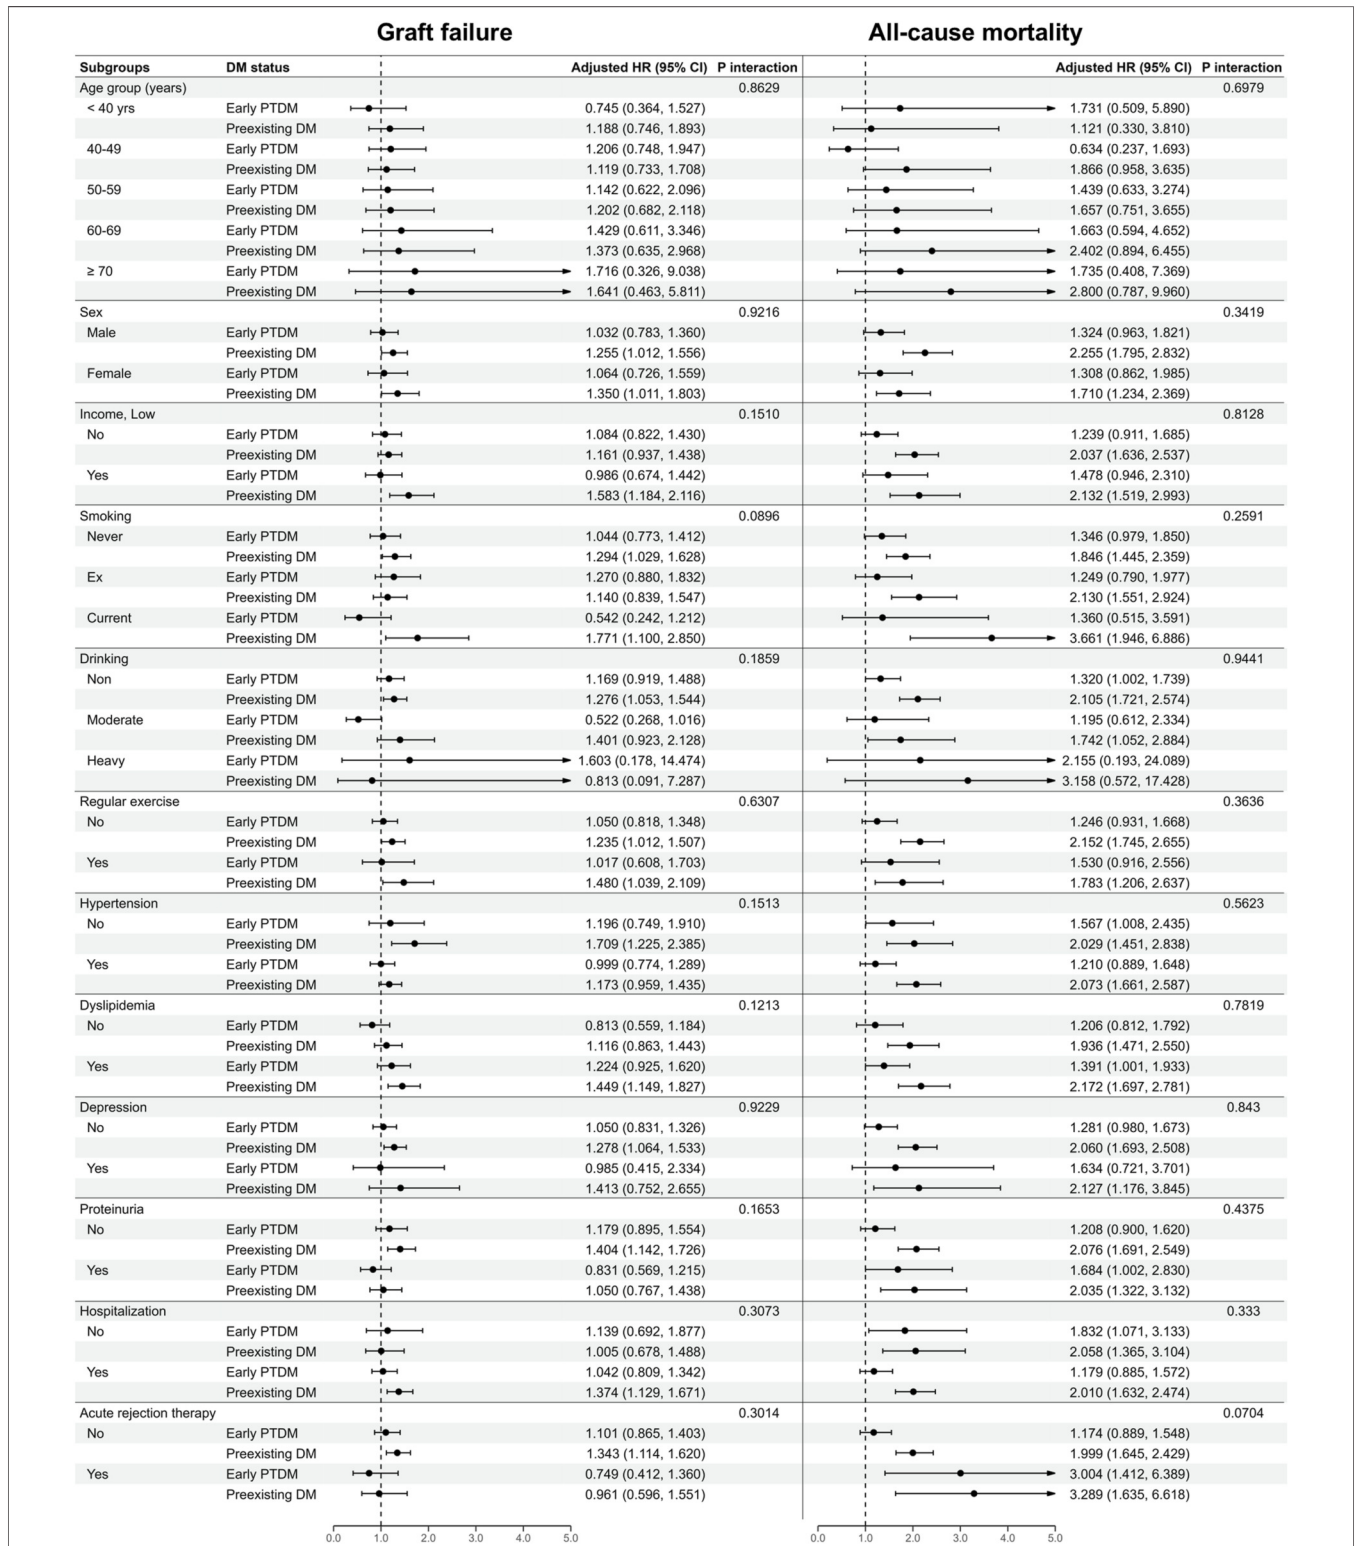 Graft failure All-cause mortality
Subgroups DM status Adjusted HR (95% CI) P interaction Adjusted HR (95% CI) P interaction
Age group (years) 0.8629 0.6979
< 40 yrs Early PTDM 0.745 (0.364, 1.527) 1.731 (0.509, 5.890)
Preexisting DM 1.188 (0.746, 1.893) 1.121 (0.330, 3.810)
40-49 Early PTDM 1.206 (0.748, 1.947) 0.634 (0.237, 1.693)
Preexisting DM 1.119 (0.733, 1.708) 1.866 (0.958, 3.635)
50-59 Early PTDM 1.142 (0.622, 2.096) 1.439 (0.633, 3.274)
Preexisting DM 1.202 (0.682, 2.118) 1.657 (0.751, 3.655)
60-69 Early PTDM 1.429 (0.611, 3.346) 1.663 (0.594, 4.652)
Preexisting DM 1.373 (0.635, 2.968) 2.402 (0.894, 6.455)
≥ 70 Early PTDM 1.716 (0.326, 9.038) 1.735 (0.408, 7.369)
Preexisting DM 1.641 (0.463, 5.811) 2.800 (0.787, 9.960)
Sex 0.9216 0.3419
Male Early PTDM 1.032 (0.783, 1.360) 1.324 (0.963, 1.821)
Preexisting DM 1.255 (1.012, 1.556) 2.255 (1.795, 2.832)
Female Early PTDM 1.064 (0.726, 1.559) 1.308 (0.862, 1.985)
Preexisting DM 1.350 (1.011, 1.803) 1.710 (1.234, 2.369)
Income, Low 0.1510 0.8128
No Early PTDM 1.084 (0.822, 1.430) 1.239 (0.911, 1.685)
Preexisting DM 1.161 (0.937, 1.438) 2.037 (1.636, 2.537)
Yes Early PTDM 0.986 (0.674, 1.442) 1.478 (0.946, 2.310)
Preexisting DM 1.583 (1.184, 2.116) 2.132 (1.519, 2.993)
Smoking 0.0896 0.2591
Never Early PTDM 1.044 (0.773, 1.412) 1.346 (0.979, 1.850)
Preexisting DM 1.294 (1.029, 1.628) 1.846 (1.445, 2.359)
Ex Early PTDM 1.270 (0.880, 1.832) 1.249 (0.790, 1.977)
Preexisting DM 1.140 (0.839, 1.547) 2.130 (1.551, 2.924)
Current Early PTDM 0.542 (0.242, 1.212) 1.360 (0.515, 3.591)
Preexisting DM 1.771 (1.100, 2.850) 3.661 (1.946, 6.886)
Drinking 0.1859 0.9441
Non Early PTDM 1.169 (0.919, 1.488) 1.320 (1.002, 1.739)
Preexisting DM 1.276 (1.053, 1.544) 2.105 (1.721, 2.574)
Moderate Early PTDM 0.522 (0.268, 1.016) 1.195 (0.612, 2.334)
Preexisting DM 1.401 (0.923, 2.128) 1.742 (1.052, 2.884)
Heavy Early PTDM 1.603 (0.178, 14.474) 2.155 (0.193, 24.089)
Preexisting DM 0.813 (0.091, 7.287) 3.158 (0.572, 17.428)
Regular exercise 0.6307 0.3636
No Early PTDM 1.050 (0.818, 1.348) 1.246 (0.931, 1.668)
Preexisting DM 1.235 (1.012, 1.507) 2.152 (1.745, 2.655)
Yes Early PTDM 1.017 (0.608, 1.703) 1.530 (0.916, 2.556)
Preexisting DM 1.480 (1.039, 2.109) 1.783 (1.206, 2.637)
Hypertension 0.1513 0.5623
No Early PTDM 1.196 (0.749, 1.910) 1.567 (1.008, 2.435)
Preexisting DM 1.709 (1.225, 2.385) 2.029 (1.451, 2.838)
Yes Early PTDM 0.999 (0.774, 1.289) 1.210 (0.889, 1.648)
Preexisting DM 1.173 (0.959, 1.435) 2.073 (1.661, 2.587)
Dyslipidemia 0.1213 0.7819
No Early PTDM 0.813 (0.559, 1.184) 1.206 (0.812, 1.792)
Preexisting DM 1.116 (0.863, 1.443) 1.936 (1.471, 2.550)
Yes Early PTDM 1.224 (0.925, 1.620) 1.391 (1.001, 1.933)
Preexisting DM 1.449 (1.149, 1.827) 2.172 (1.697, 2.781)
Depression 0.9229 0.843
No Early PTDM 1.050 (0.831, 1.326) 1.281 (0.980, 1.673)
Preexisting DM 1.278 (1.064, 1.533) 2.060 (1.693, 2.508)
Yes Early PTDM 0.985 (0.415, 2.334) 1.634 (0.721, 3.701)
Preexisting DM 1.413 (0.752, 2.655) 2.127 (1.176, 3.845)
Proteinuria 0.1653 0.4375
No Early PTDM 1.179 (0.895, 1.554) 1.208 (0.900, 1.620)
Preexisting DM 1.404 (1.142, 1.726) 2.076 (1.691, 2.549)
Yes Early PTDM 0.831 (0.569, 1.215) 1.684 (1.002, 2.830)
Preexisting DM 1.050 (0.767, 1.438) 2.035 (1.322, 3.132)
Hospitalization 0.3073 0.333
No Early PTDM 1.139 (0.692, 1.877) 1.832 (1.071, 3.133)
Preexisting DM 1.005 (0.678, 1.488) 2.058 (1.365, 3.104)
Yes Early PTDM 1.042 (0.809, 1.342) 1.179 (0.885, 1.572)
Preexisting DM 1.374 (1.129, 1.671) 2.010 (1.632, 2.474)
Acute rejection therapy 0.3014 0.0704
No Early PTDM 1.101 (0.865, 1.403) 1.174 (0.889, 1.548)
Preexisting DM 1.343 (1.114, 1.620) 1.999 (1.645, 2.429)
Yes Early PTDM 0.749 (0.412, 1.360) 3.004 (1.412, 6.389)
Preexisting DM 0.961 (0.596, 1.551) 3.289 (1.635, 6.618)
0.0 1.0 2.0 3.0 4.0 5.0 0.0 1.0 2.0 3.0 4.0 5.0